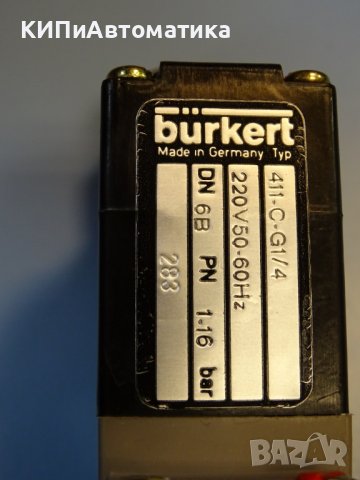 КИПиАвтоматика
bürkert
Made in Germany Typ
411-C-G1/4
220V50-60Hz
DN 6B PN 1-16 bar
283
BAZAR